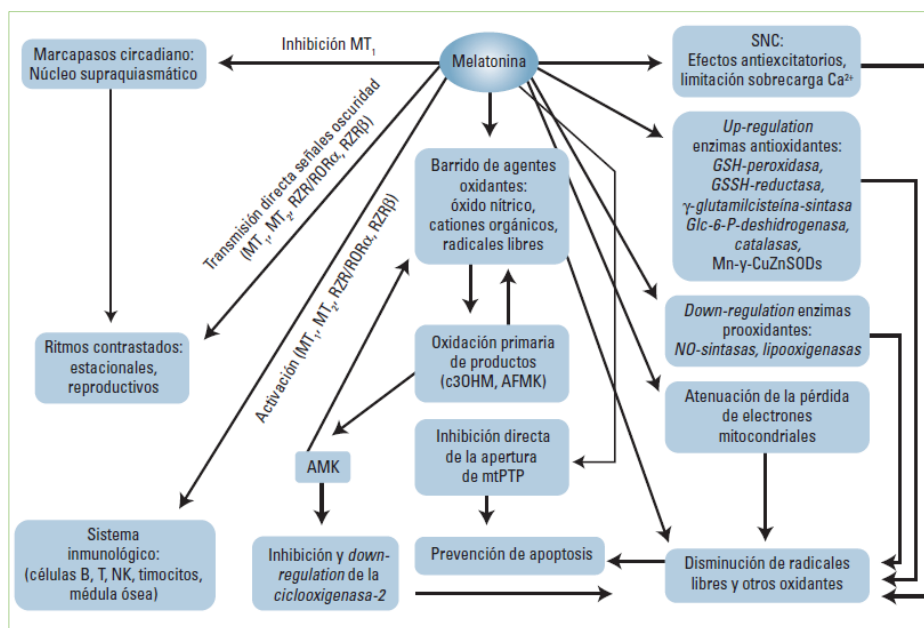 Marcapasos circadiano:
Núcleo supraquiasmático
Inhibición MT₁
Melatonina
SNC:
Efectos antiexcitatorios,
limitación sobrecarga Ca²⁺
Transmisión directa señales oscuridad
(MT₁, MT₂, RZR/RORα, RZRβ)
Activación (MT₁, MT₂, RZR/RORα, RZRβ)
Barrido de agentes
oxidantes:
óxido nítrico,
cationes orgánicos,
radicales libres
Up-regulation
enzimas antioxidantes:
GSH-peroxidasa,
GSSH-reductasa,
γ-glutamilcisteína-sintasa
Glc-6-P-deshidrogenasa,
catalasas,
Mn-γ-CuZnSODs
Ritmos contrastados:
estacionales,
reproductivos
Oxidación primaria
de productos
(c3OHM, AFMK)
Down-regulation enzimas
prooxidantes:
NO-sintasas, lipooxigenasas
Atenuación de la pérdida
de electrones
mitocondriales
AMK
Inhibición directa
de la apertura
de mtPTP
Sistema
inmunológico:
(células B, T, NK, timocitos,
médula ósea)
Inhibición y down-
regulation de la
ciclooxigenasa-2
Prevención de apoptosis
Disminución de radicales
libres y otros oxidantes